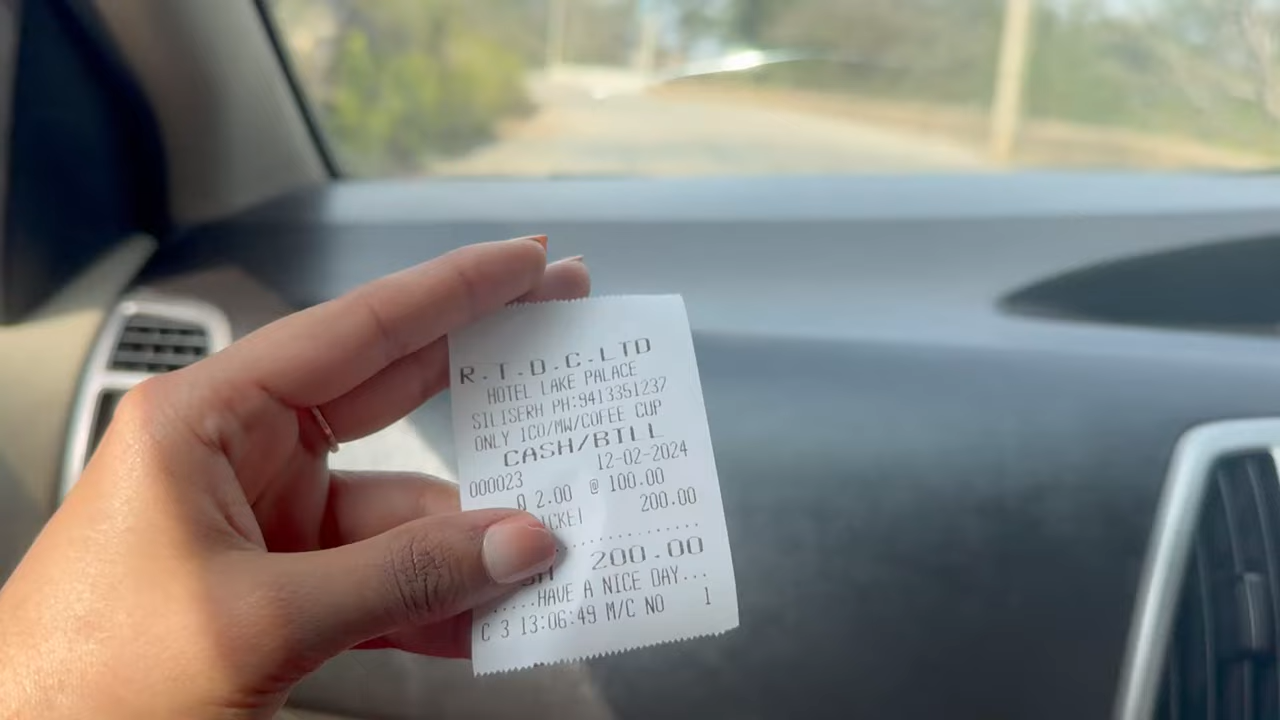 R.T.D.C.LTD
HOTEL LAKE PALACE
SILISERH PH:9413351237
ONLY ICO/MW/COFEE CUP
CASH/BILL
12-02-2024
000023
Q 2.00 @ 100.00
200.00
200.00
.....HAVE A NICE DAY...
C 3 13:06:49 M/C NO 1